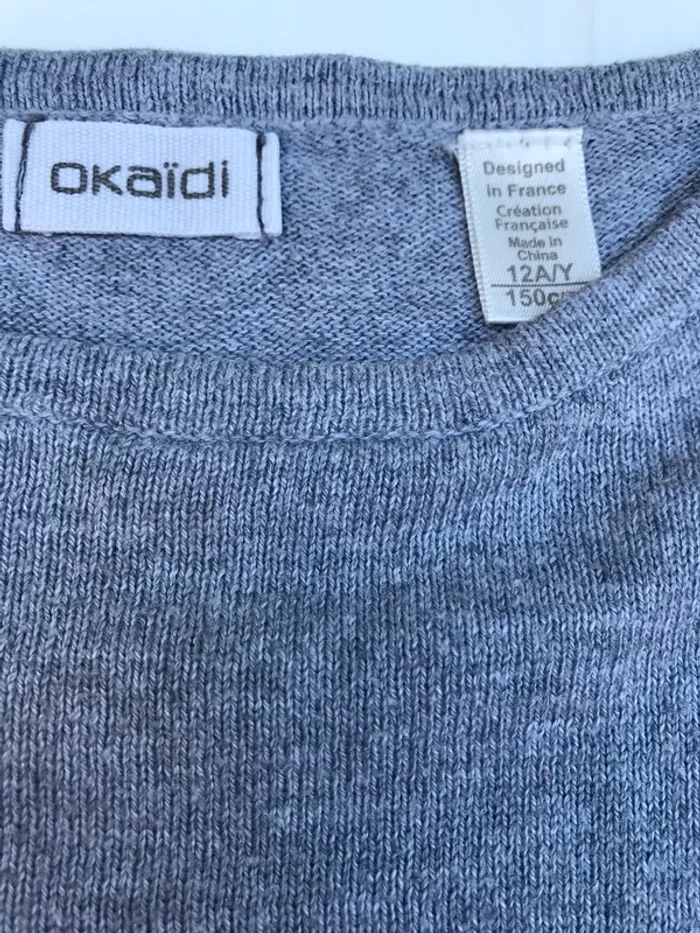 okaïdi
Designed
in France
Création
Française
Made in
China
12A/Y
150c